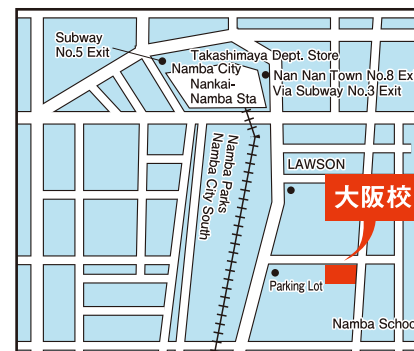 Subway
No.5 Exit
Takashimaya Dept. Store
Namba City
Nankai-
Namba Sta
Nan Nan Town No.8 Ex
Via Subway No.3 Exit
Namba Parks
Namba City South
LAWSON
大阪校
Parking Lot
Namba Schoo